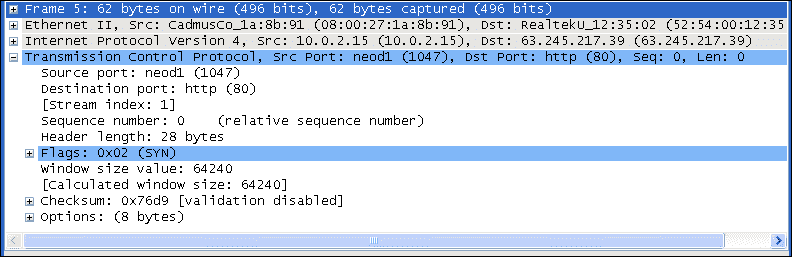 Frame 5: 62 bytes on wire (496 bits), 62 bytes captured (496 bits)
Ethernet II, Src: CadmusCo_1a:8b:91 (08:00:27:1a:8b:91), Dst: RealtekU_12:35:02 (52:54:00:12:35
Internet Protocol Version 4, Src: 10.0.2.15 (10.0.2.15), Dst: 63.245.217.39 (63.245.217.39)
Transmission Control Protocol, Src Port: neod1 (1047), Dst Port: http (80), Seq: 0, Len: 0
Source port: neod1 (1047)
Destination port: http (80)
[Stream index: 1]
Sequence number: 0 (relative sequence number)
Header length: 28 bytes
Flags: 0x02 (SYN)
Window size value: 64240
[Calculated window size: 64240]
Checksum: 0x76d9 [validation disabled]
Options: (8 bytes)